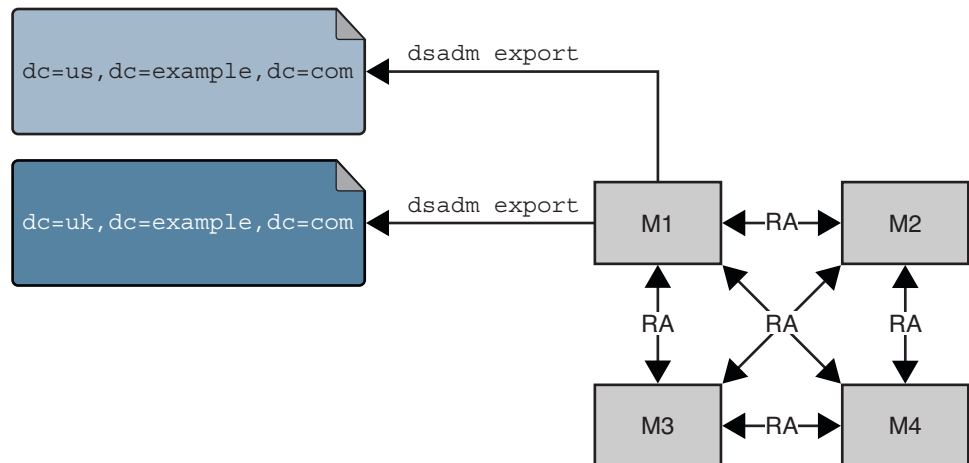 dsadm export
dc=us,dc=example,dc=com
dsadm export
dc=uk,dc=example,dc=com
M1
RA
M2
RA
RA
RA
M3
RA
M4